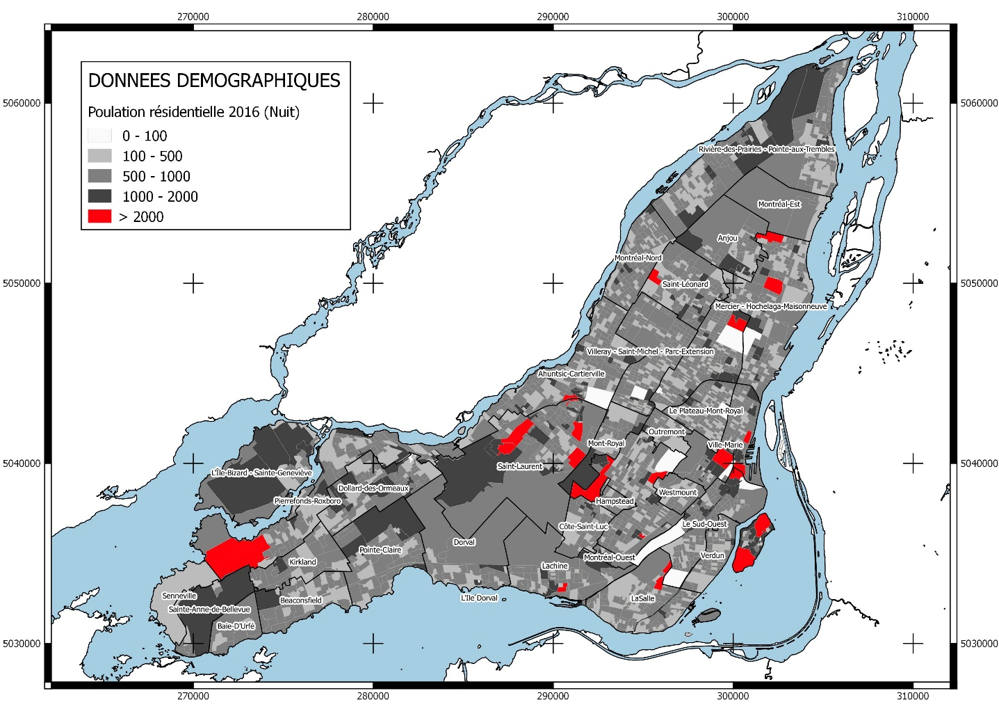 270000 280000 290000 300000 310000
DONNEES DEMOGRAPHIQUES
Poulation résidentielle 2016 (Nuit)
0 - 100
100 - 500
500 - 1000
1000 - 2000
> 2000
5060000 5060000
Rivière-des-Prairies - Pointe-aux-Trembles
Montréal-Est
Anjou
Montréal-Nord
Saint-Léonard
5050000 5050000
Mercier - Hochelaga-Maisonneuve
Villeray - Saint-Michel - Parc-Extension
Ahuntsic-Cartierville
Le Plateau-Mont-Royal
Outremont
Mont-Royal
Ville-Marie
5040000 5040000
Saint-Laurent
L'Île-Bizard - Sainte-Geneviève
Dollard-des-Ormeaux
Westmount
Pierrefonds-Roxboro
Hampstead
Le Sud-Ouest
Côte-Saint-Luc
Dorval
Pointe-Claire
Verdun
Montréal-Ouest
Kirkland
Lachine
Senneville
L'Ile Dorval
LaSalle
Beaconsfield
Sainte-Anne-de-Bellevue
Baie-D'Urfé
5030000 5030000
270000 280000 290000 300000 310000